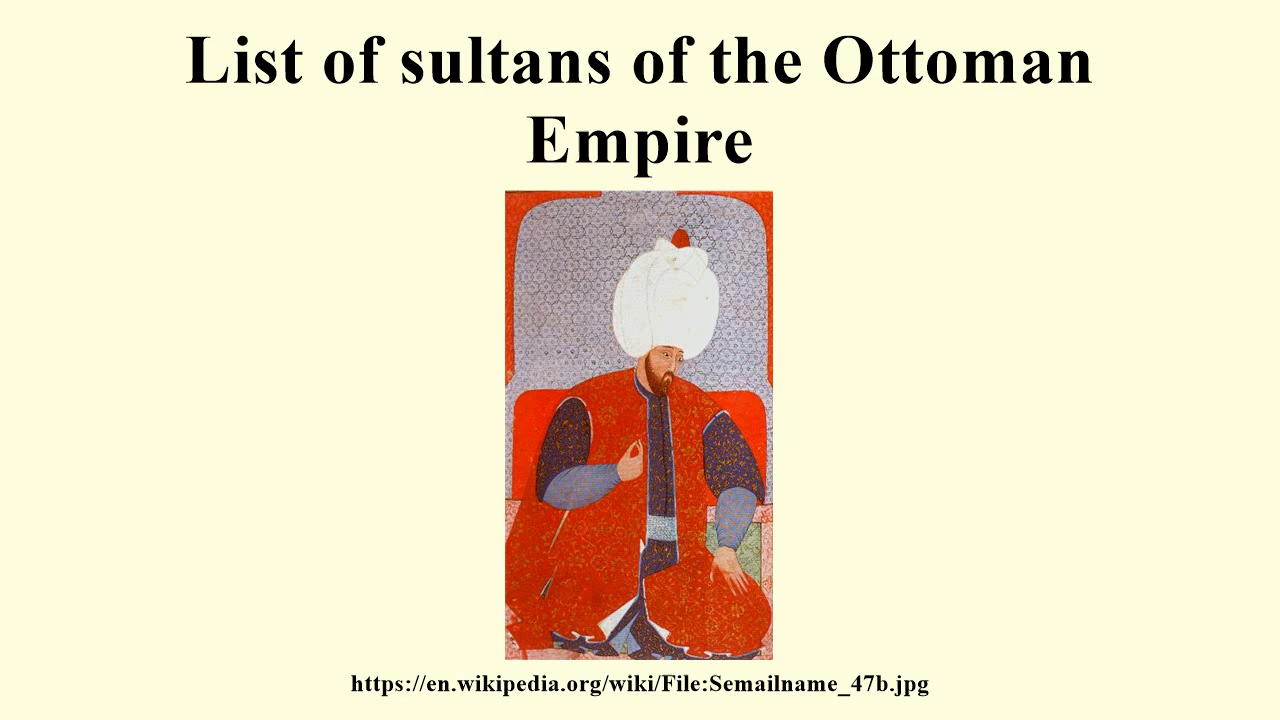 List of sultans of the Ottoman
Empire
https://en.wikipedia.org/wiki/File:Semailname_47b.jpg